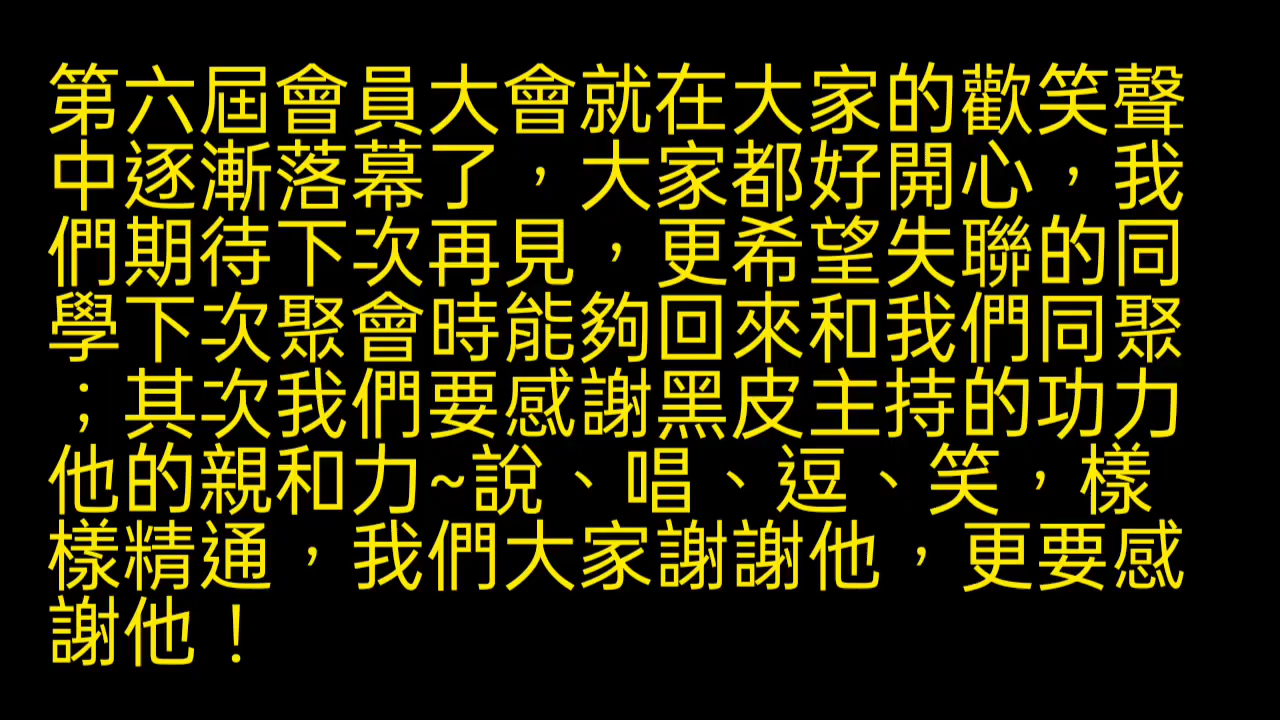 第六屆會員大會就在大家的歡笑聲
中逐漸落幕了，大家都好開心，我
們期待下次再見，更希望失聯的同
學下次聚會時能夠回來和我們同聚
；其次我們要感謝黑皮主持的功力
他的親和力~說、唱、逗、笑，樣
樣精通，我們大家謝謝他，更要感
謝他！